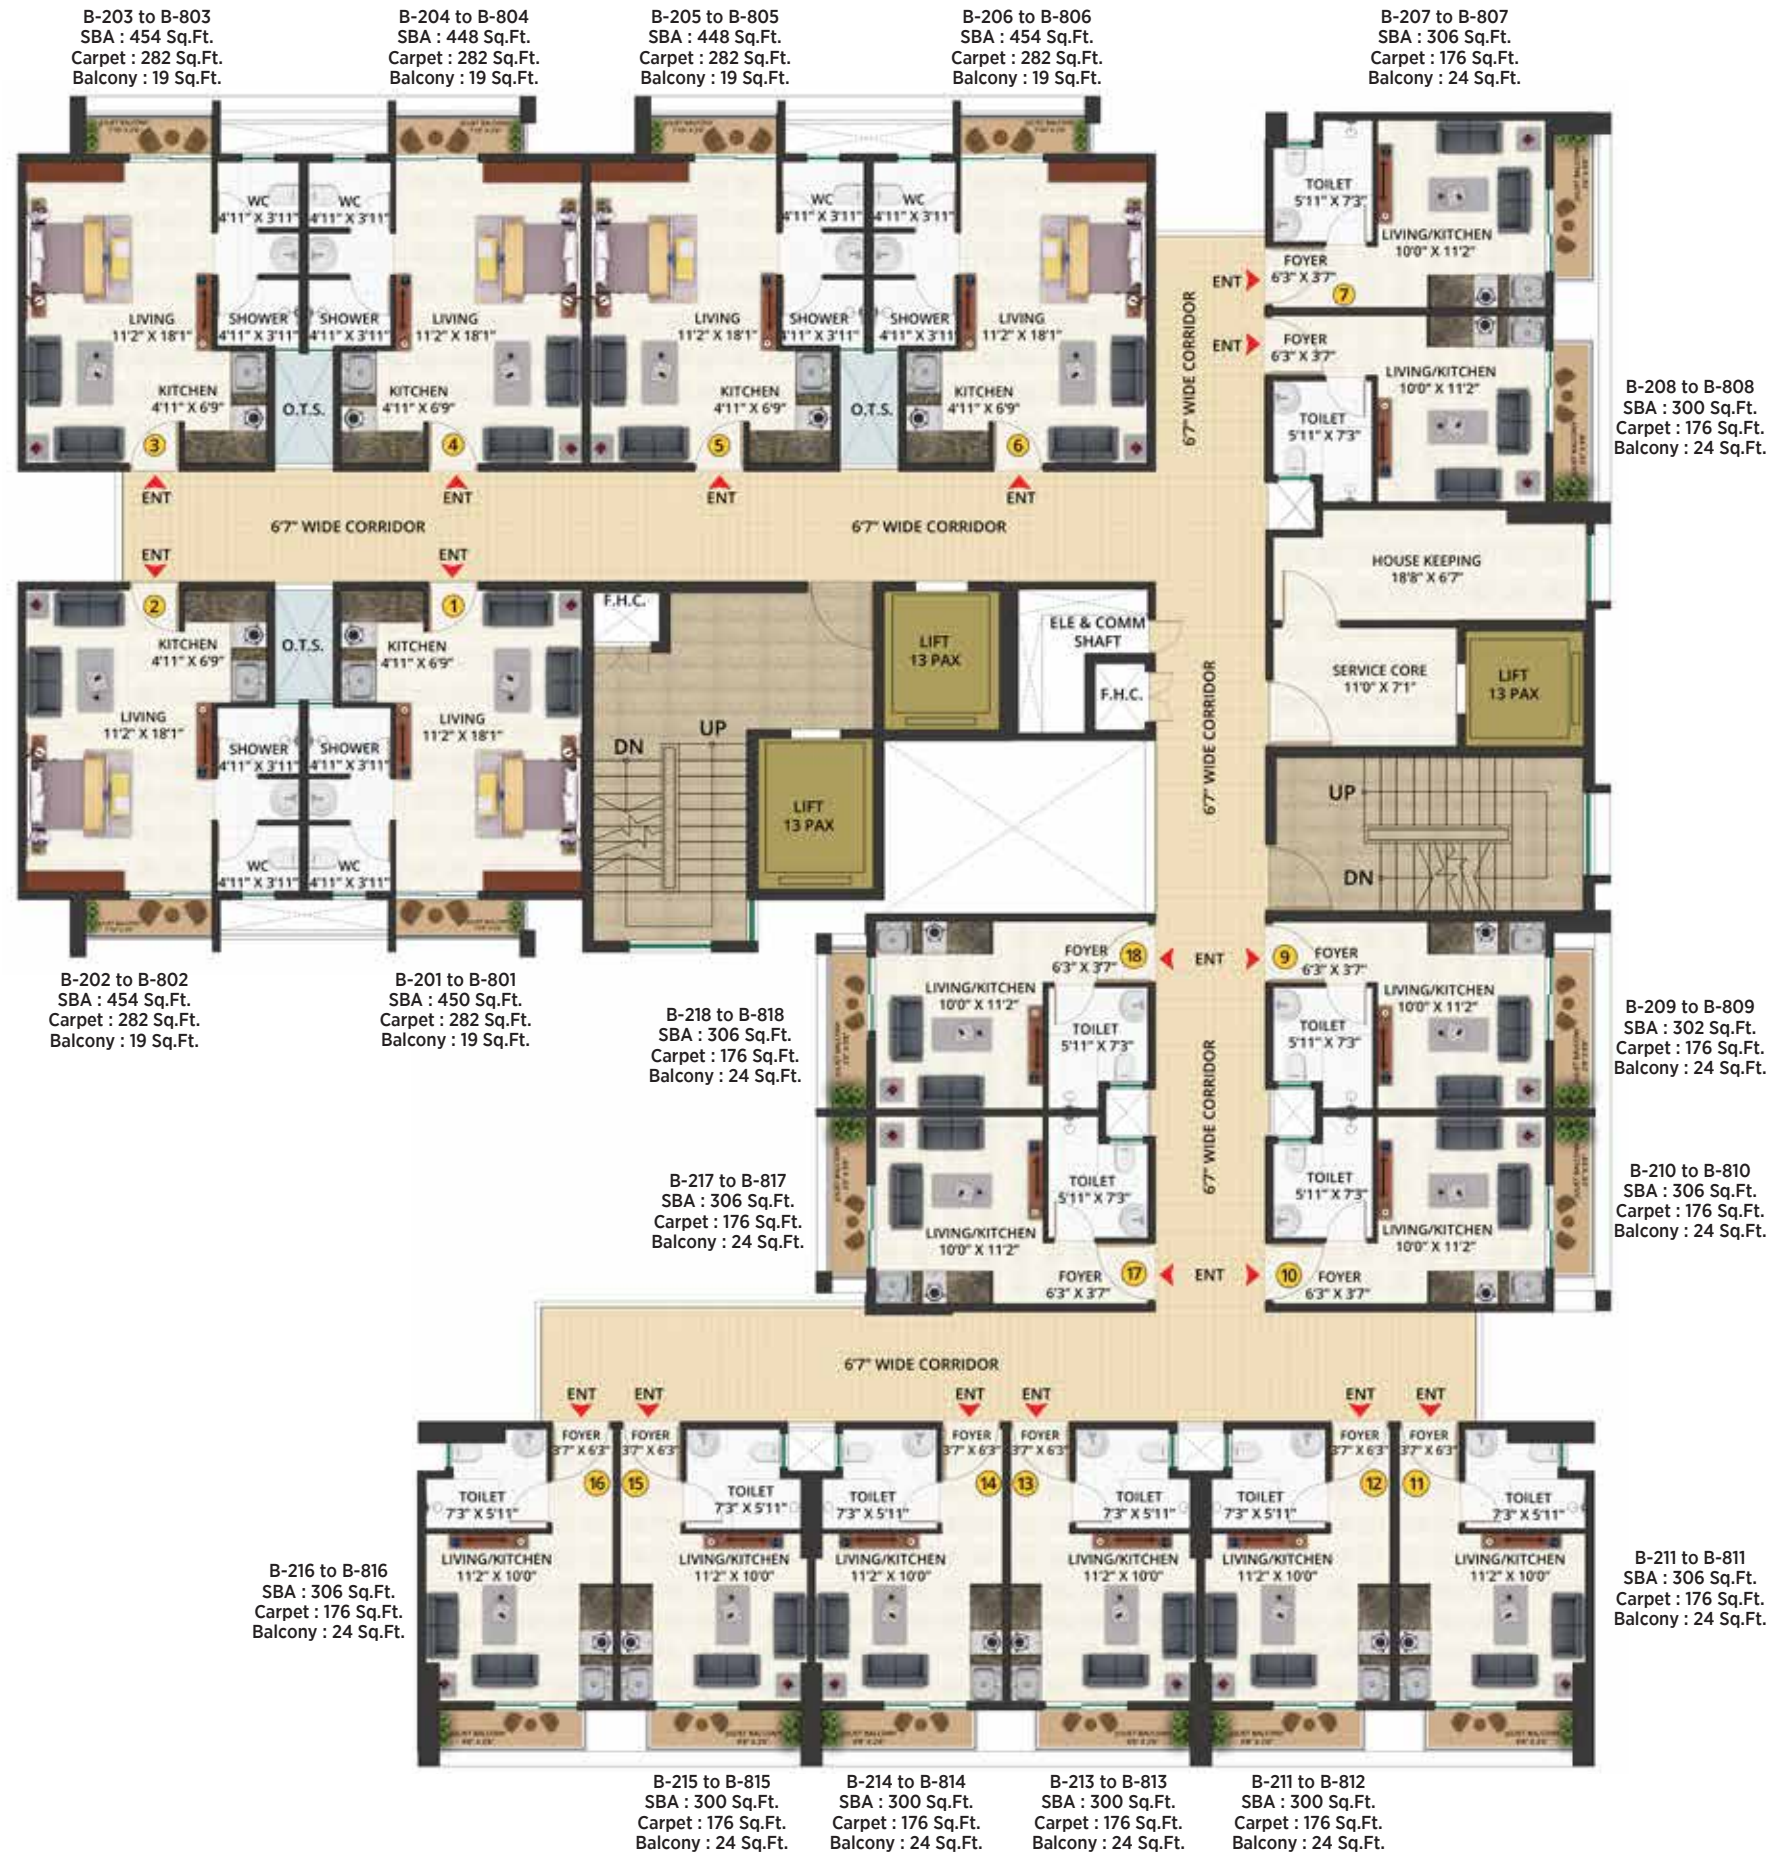 B-203 to B-803
SBA : 454 Sq.Ft.
Carpet : 282 Sq.Ft.
Balcony : 19 Sq.Ft.
B-204 to B-804
SBA : 448 Sq.Ft.
Carpet : 282 Sq.Ft.
Balcony : 19 Sq.Ft.
B-205 to B-805
SBA : 448 Sq.Ft.
Carpet : 282 Sq.Ft.
Balcony : 19 Sq.Ft.
B-206 to B-806
SBA : 454 Sq.Ft.
Carpet : 282 Sq.Ft.
Balcony : 19 Sq.Ft.
B-207 to B-807
SBA : 306 Sq.Ft.
Carpet : 176 Sq.Ft.
Balcony : 24 Sq.Ft.
WC
4'11" X 3'11"
WC
4'11" X 3'11"
WC
4'11" X 3'11"
WC
4'11" X 3'11"
LIVING
11'2" X 18'1"
SHOWER
4'11" X 3'11"
SHOWER
4'11" X 3'11"
LIVING
11'2" X 18'1"
LIVING
11'2" X 18'1"
SHOWER
4'11" X 3'11"
SHOWER
4'11" X 3'11"
LIVING
11'2" X 18'1"
KITCHEN
4'11" X 6'9"
O.T.S.
KITCHEN
4'11" X 6'9"
KITCHEN
4'11" X 6'9"
O.T.S.
KITCHEN
4'11" X 6'9"
3
4
5
6
ENT
ENT
ENT
ENT
6'7" WIDE CORRIDOR
6'7" WIDE CORRIDOR
TOILET
5'11" X 7'3"
LIVING/KITCHEN
10'0" X 11'2"
FOYER
6'3" X 3'7"
ENT
7
6'7" WIDE CORRIDOR
ENT
FOYER
6'3" X 3'7"
LIVING/KITCHEN
10'0" X 11'2"
TOILET
5'11" X 7'3"
B-208 to B-808
SBA : 300 Sq.Ft.
Carpet : 176 Sq.Ft.
Balcony : 24 Sq.Ft.
HOUSE KEEPING
18'8" X 6'7"
ENT
ENT
2
1
KITCHEN
4'11" X 6'9"
O.T.S.
KITCHEN
4'11" X 6'9"
LIVING
11'2" X 18'1"
LIVING
11'2" X 18'1"
SHOWER
4'11" X 3'11"
SHOWER
4'11" X 3'11"
WC
4'11" X 3'11"
WC
4'11" X 3'11"
F.H.C.
LIFT
13 PAX
ELE & COMM
SHAFT
F.H.C.
UP
DN
LIFT
13 PAX
6'7" WIDE CORRIDOR
SERVICE CORE
11'0" X 7'1"
LIFT
13 PAX
UP
DN
B-202 to B-802
SBA : 454 Sq.Ft.
Carpet : 282 Sq.Ft.
Balcony : 19 Sq.Ft.
B-201 to B-801
SBA : 450 Sq.Ft.
Carpet : 282 Sq.Ft.
Balcony : 19 Sq.Ft.
B-218 to B-818
SBA : 306 Sq.Ft.
Carpet : 176 Sq.Ft.
Balcony : 24 Sq.Ft.
FOYER
6'3" X 3'7"
18
ENT
9
FOYER
6'3" X 3'7"
LIVING/KITCHEN
10'0" X 11'2"
LIVING/KITCHEN
10'0" X 11'2"
TOILET
5'11" X 7'3"
TOILET
5'11" X 7'3"
B-209 to B-809
SBA : 302 Sq.Ft.
Carpet : 176 Sq.Ft.
Balcony : 24 Sq.Ft.
6'7" WIDE CORRIDOR
B-217 to B-817
SBA : 306 Sq.Ft.
Carpet : 176 Sq.Ft.
Balcony : 24 Sq.Ft.
TOILET
5'11" X 7'3"
TOILET
5'11" X 7'3"
LIVING/KITCHEN
10'0" X 11'2"
LIVING/KITCHEN
10'0" X 11'2"
FOYER
6'3" X 3'7"
17
ENT
10
FOYER
6'3" X 3'7"
B-210 to B-810
SBA : 306 Sq.Ft.
Carpet : 176 Sq.Ft.
Balcony : 24 Sq.Ft.
6'7" WIDE CORRIDOR
ENT
ENT
ENT
ENT
ENT
ENT
FOYER
3'7" X 6'3"
FOYER
3'7" X 6'3"
FOYER
3'7" X 6'3"
FOYER
3'7" X 6'3"
FOYER
3'7" X 6'3"
FOYER
3'7" X 6'3"
16
15
14
13
12
11
TOILET
7'3" X 5'11"
TOILET
7'3" X 5'11"
TOILET
7'3" X 5'11"
TOILET
7'3" X 5'11"
TOILET
7'3" X 5'11"
TOILET
7'3" X 5'11"
LIVING/KITCHEN
11'2" X 10'0"
LIVING/KITCHEN
11'2" X 10'0"
LIVING/KITCHEN
11'2" X 10'0"
LIVING/KITCHEN
11'2" X 10'0"
LIVING/KITCHEN
11'2" X 10'0"
LIVING/KITCHEN
11'2" X 10'0"
B-216 to B-816
SBA : 306 Sq.Ft.
Carpet : 176 Sq.Ft.
Balcony : 24 Sq.Ft.
B-211 to B-811
SBA : 306 Sq.Ft.
Carpet : 176 Sq.Ft.
Balcony : 24 Sq.Ft.
B-215 to B-815
SBA : 300 Sq.Ft.
Carpet : 176 Sq.Ft.
Balcony : 24 Sq.Ft.
B-214 to B-814
SBA : 300 Sq.Ft.
Carpet : 176 Sq.Ft.
Balcony : 24 Sq.Ft.
B-213 to B-813
SBA : 300 Sq.Ft.
Carpet : 176 Sq.Ft.
Balcony : 24 Sq.Ft.
B-211 to B-812
SBA : 300 Sq.Ft.
Carpet : 176 Sq.Ft.
Balcony : 24 Sq.Ft.